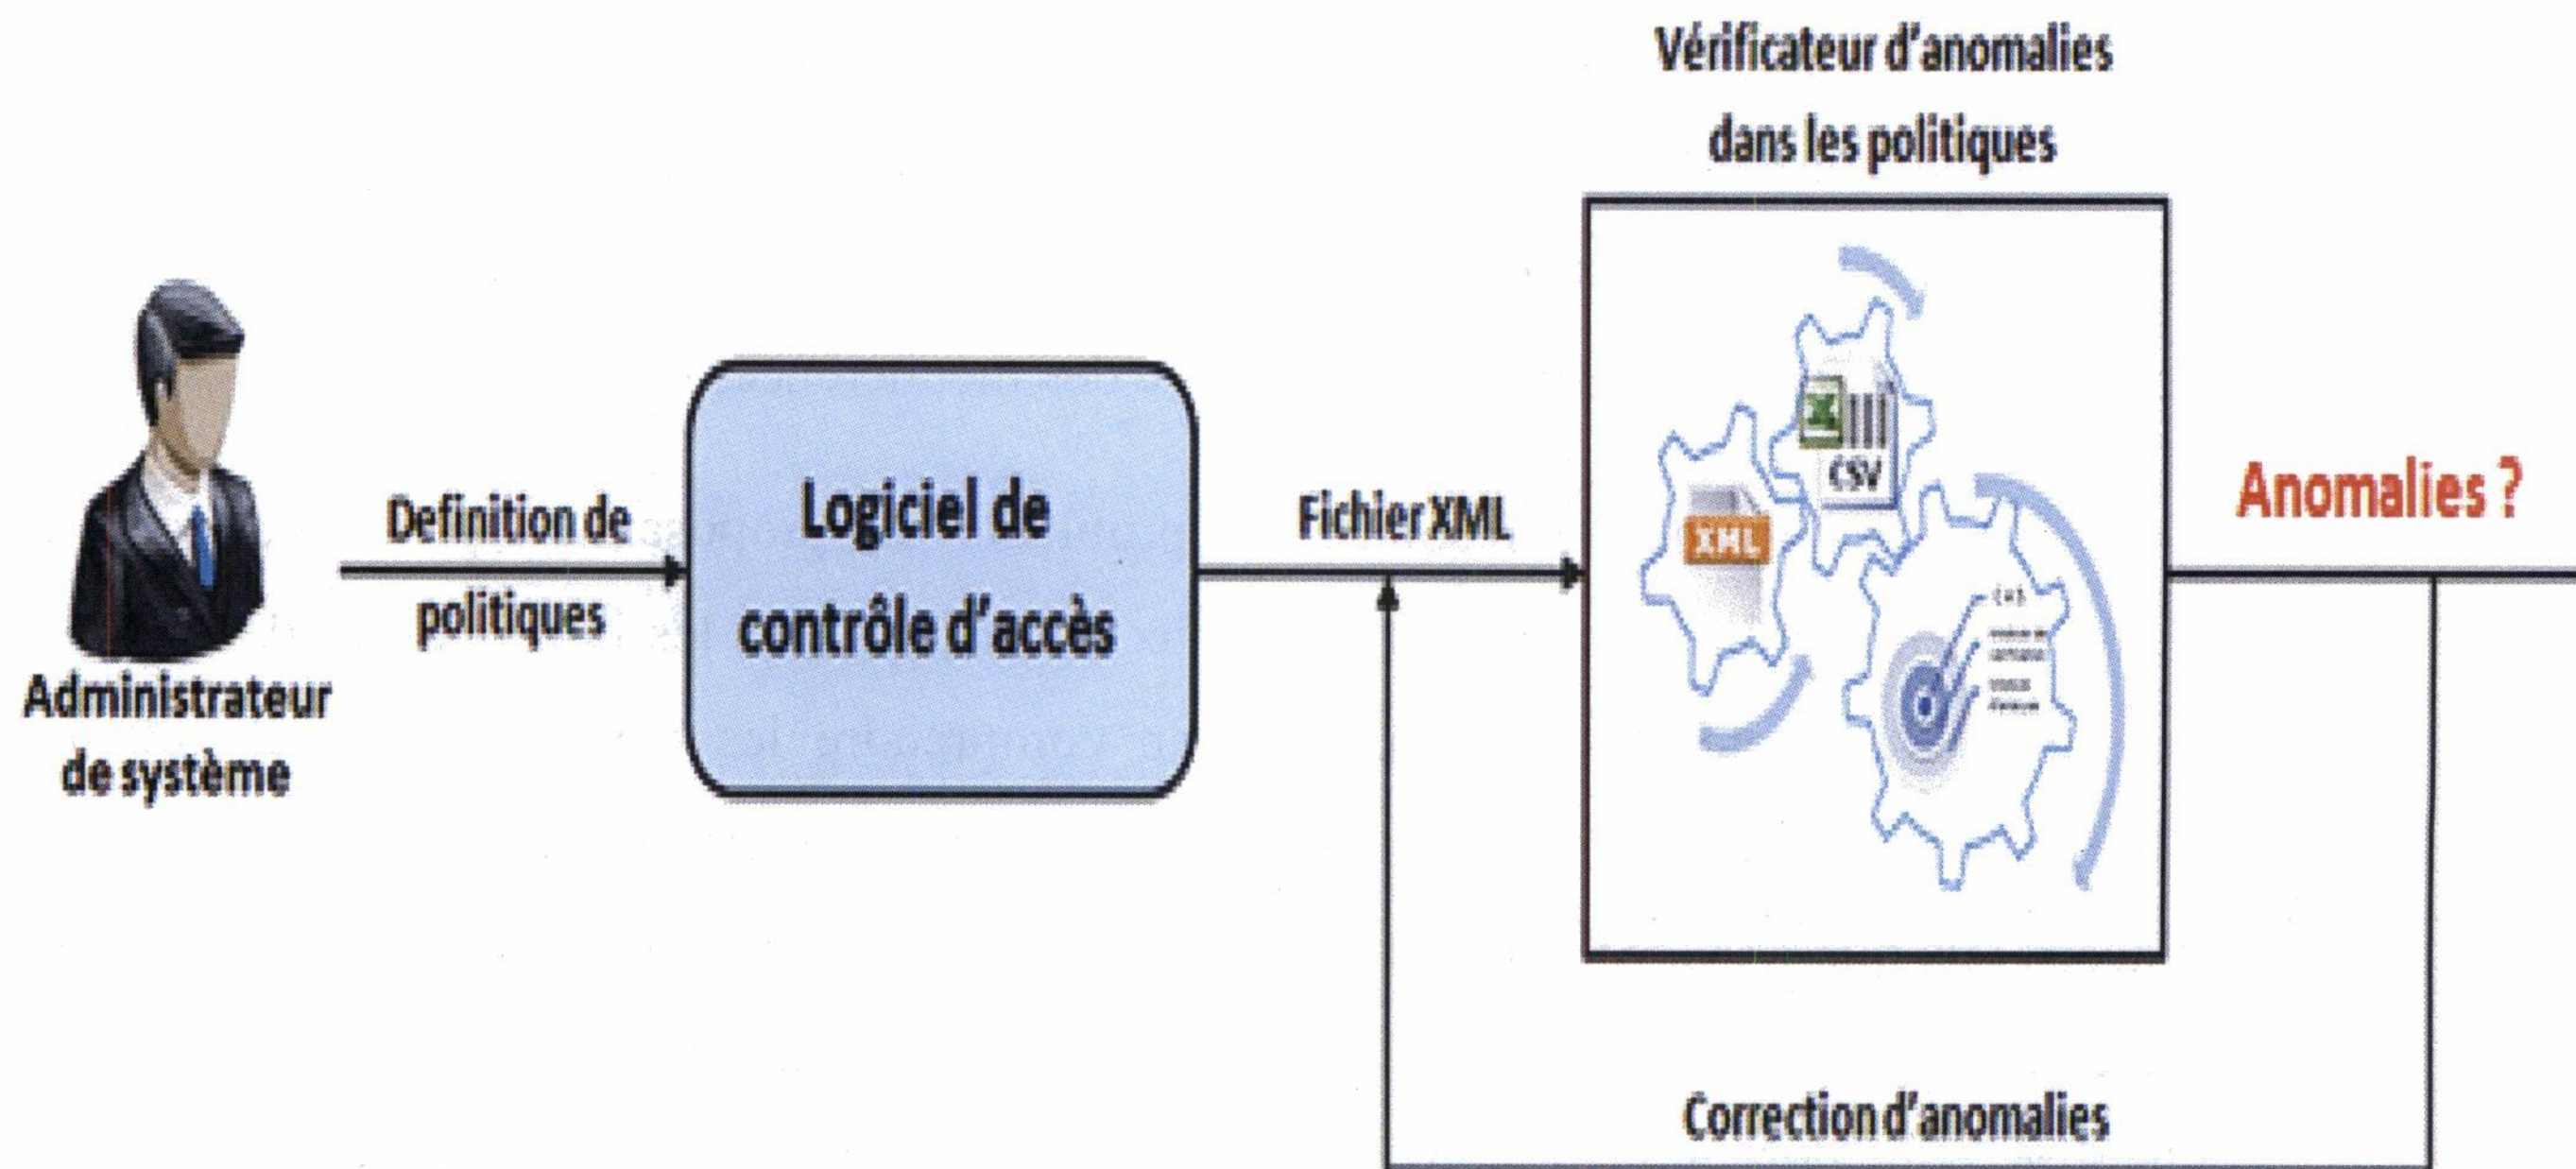 Vérificateur d'anomalies
dans les politiques
Administrateur
de système
Definition de
politiques
Logiciel de
contrôle d'accès
Fichier XML
XML
CSV
Anomalies ?
Correction d'anomalies